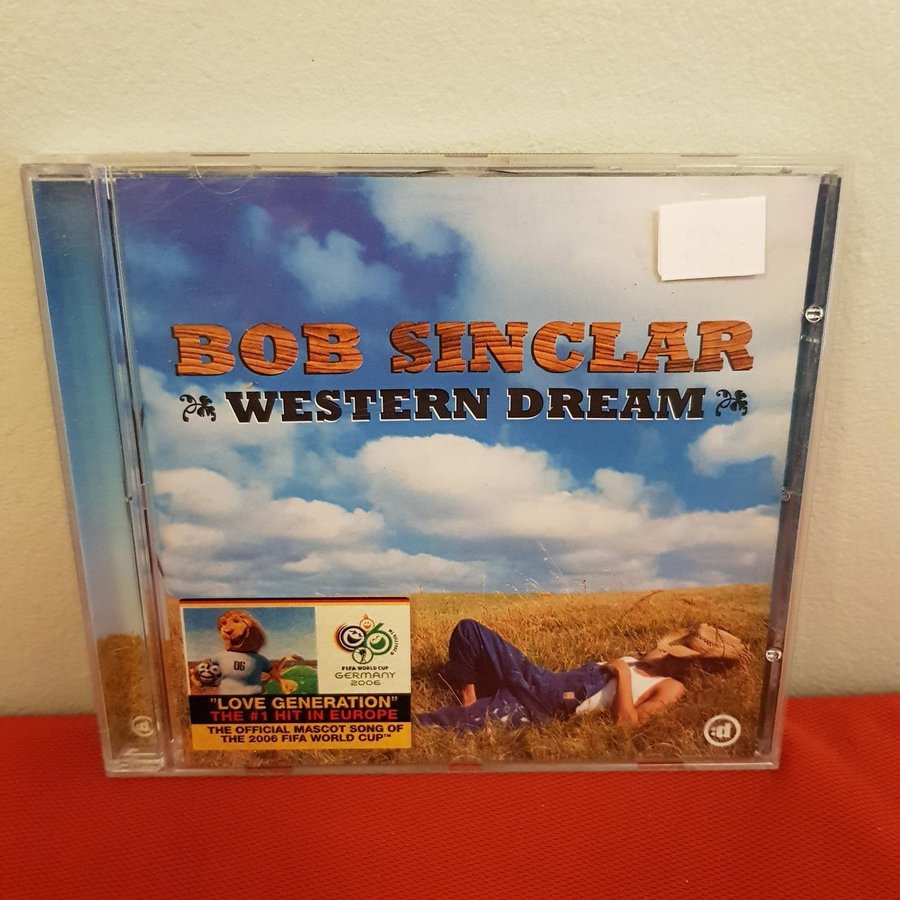 BOB SINCLAR
WESTERN DREAM
06
FIFA WORLD CUP
GERMANY
2006
"LOVE GENERATION"
THE #1 HIT IN EUROPE
THE OFFICIAL MASCOT SONG OF
THE 2006 FIFA WORLD CUP™
:d
:d